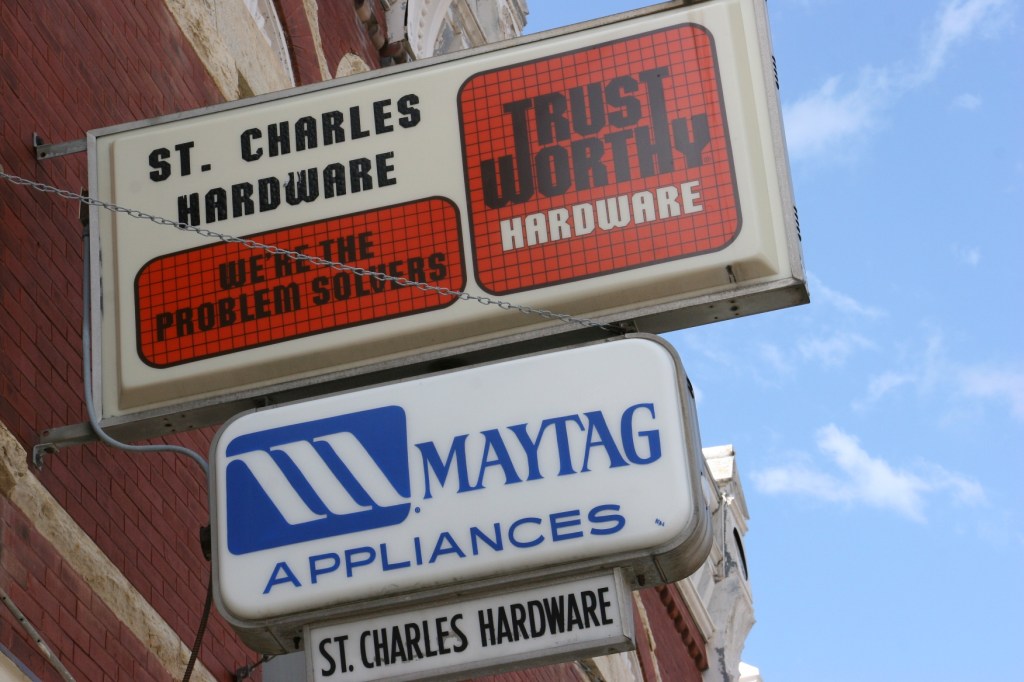 ST. CHARLES
HARDWARE
WE'RE THE
PROBLEM SOLVERS
TRUST
WORTHY
HARDWARE
MAYTAG
APPLIANCES
ST. CHARLES HARDWARE